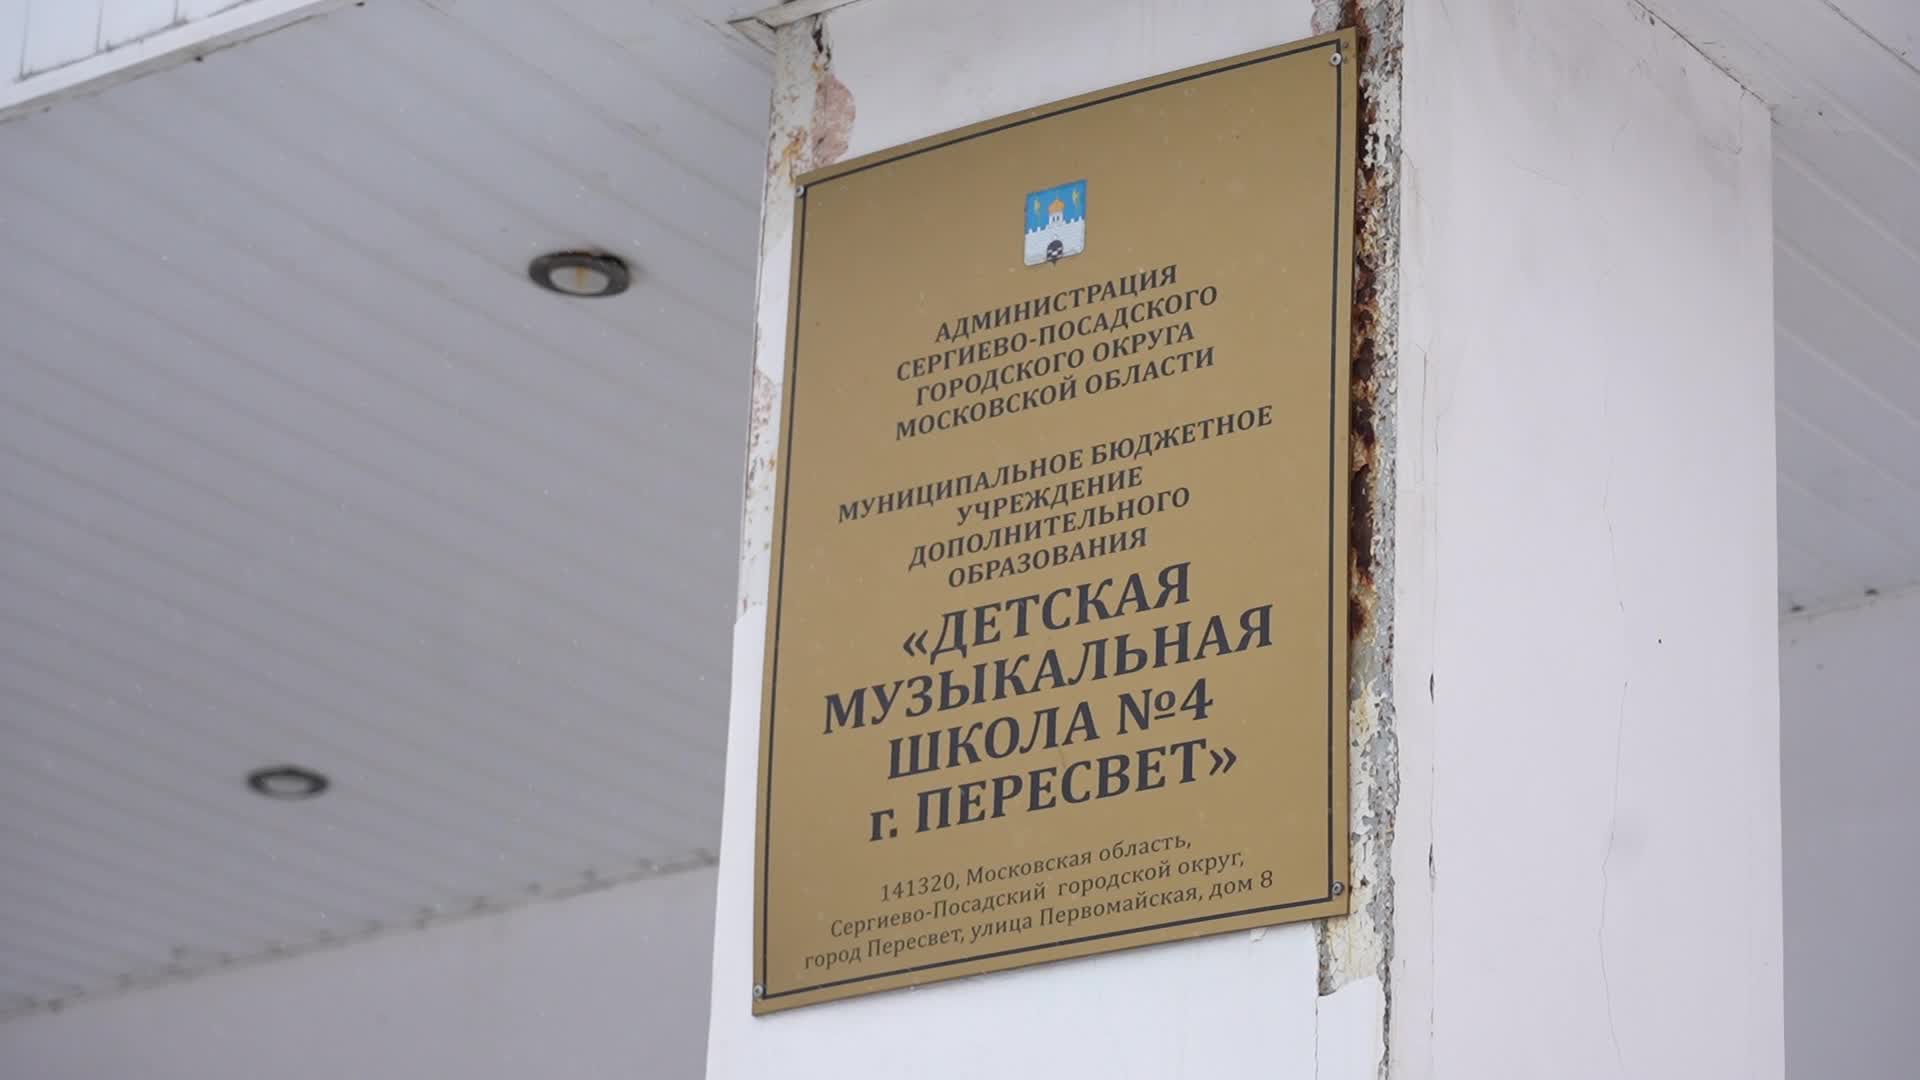 АДМИНИСТРАЦИЯ
СЕРГИЕВО-ПОСАДСКОГО
ГОРОДСКОГО ОКРУГА
МОСКОВСКОЙ ОБЛАСТИ
МУНИЦИПАЛЬНОЕ БЮДЖЕТНОЕ
УЧРЕЖДЕНИЕ
ДОПОЛНИТЕЛЬНОГО
ОБРАЗОВАНИЯ
«ДЕТСКАЯ
МУЗЫКАЛЬНАЯ
ШКОЛА №4
г. ПЕРЕСВЕТ»
141320, Московская область,
Сергиево-Посадский городской округ,
город Пересвет, улица Первомайская, дом 8